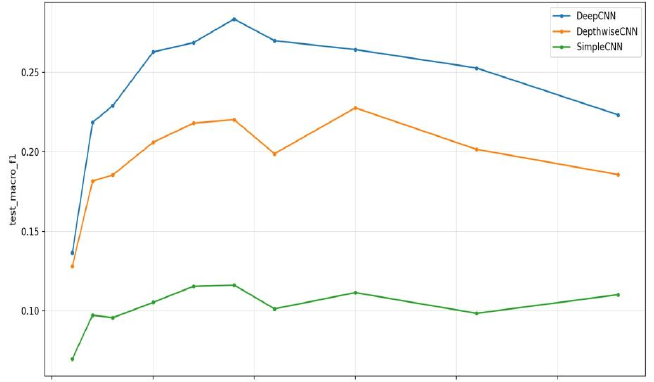 DeepCNN
DepthwiseCNN
SimpleCNN
0.25
0.20
0.15
0.10
test_macro_f1